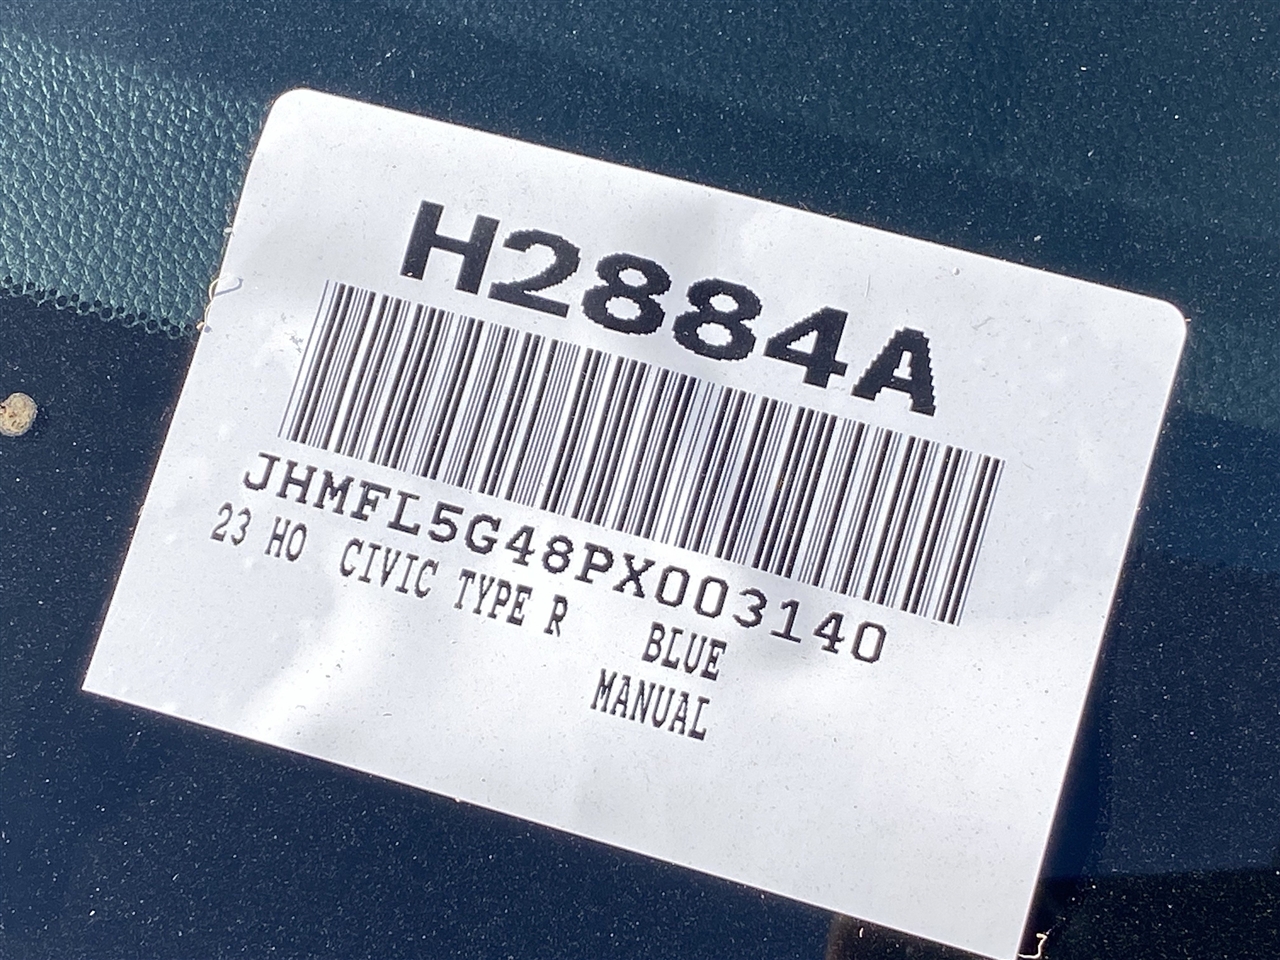 H2884A
JHMFL5G48PX003140
23 HO CIVIC TYPE R BLUE
MANUAL